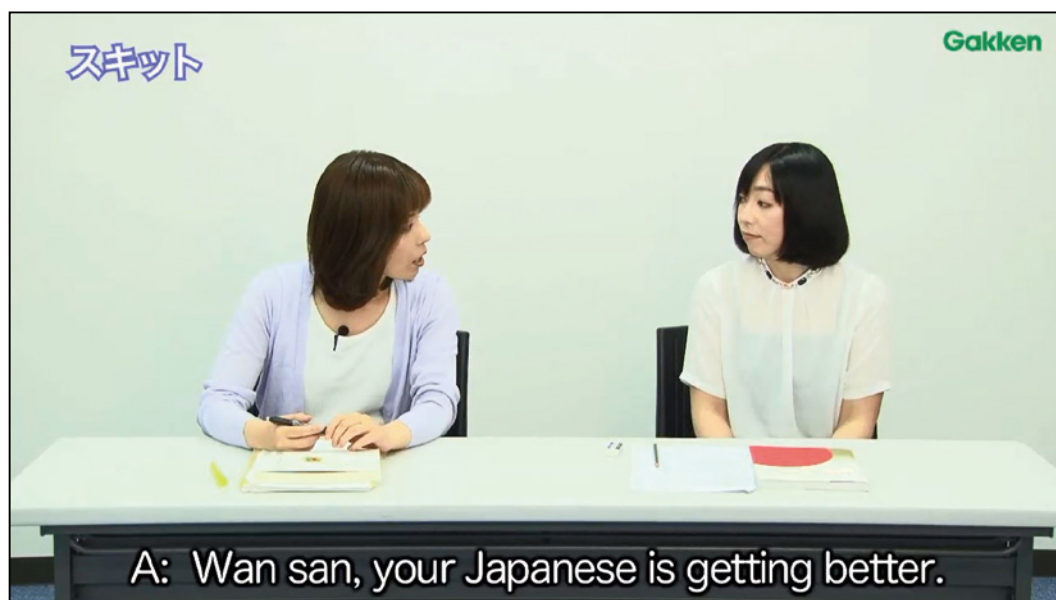 スキット
Gakken
A: Wan san, your Japanese is getting better.